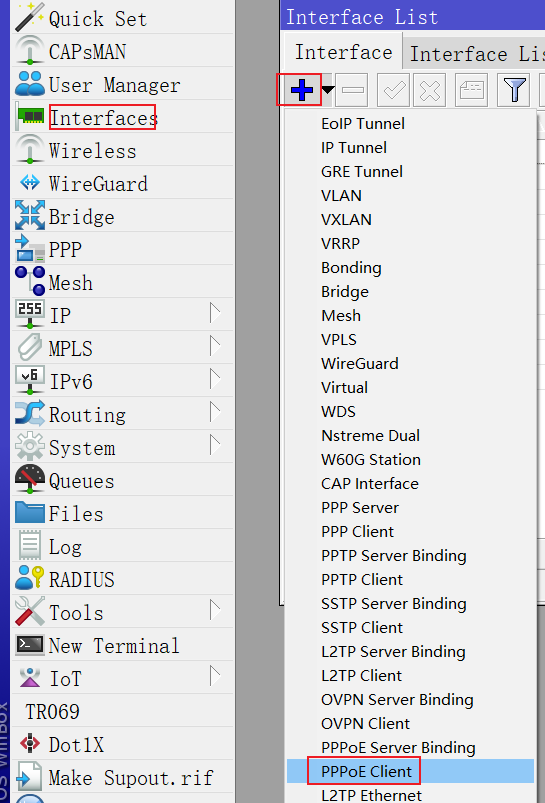 Quick Set
CAPsMAN
User Manager
Interfaces
Wireless
WireGuard
Bridge
PPP
Mesh
255
IP
MPLS
v6
IPv6
Routing
System
Queues
Files
Log
RADIUS
Tools
New Terminal
IoT
TR069
Dot1X
Make Supout.rif
OS WinBox
Interface List
Interface
Interface Lis
EoIP Tunnel
IP Tunnel
GRE Tunnel
VLAN
VXLAN
VRRP
Bonding
Bridge
Mesh
VPLS
WireGuard
Virtual
WDS
Nstreme Dual
W60G Station
CAP Interface
PPP Server
PPP Client
PPTP Server Binding
PPTP Client
SSTP Server Binding
SSTP Client
L2TP Server Binding
L2TP Client
OVPN Server Binding
OVPN Client
PPPoE Server Binding
PPPoE Client
L2TP Ethernet